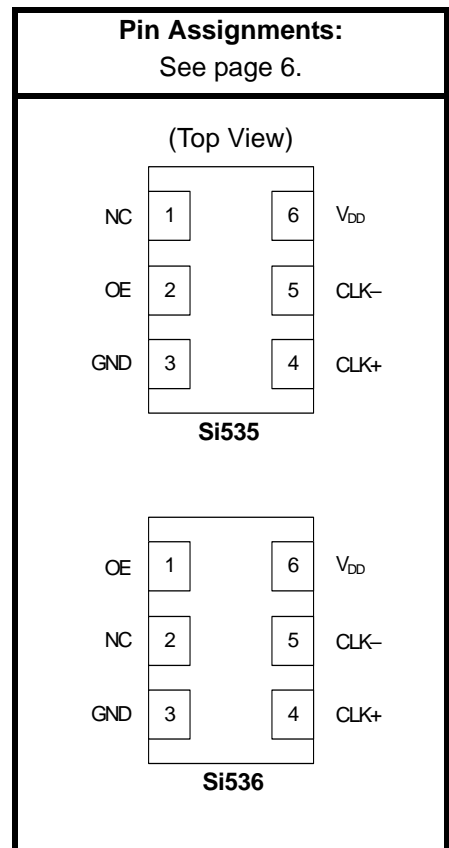 Pin Assignments:
See page 6.
(Top View)
NC 1 6 VDD
OE 2 5 CLK–
GND 3 4 CLK+
Si535
OE 1 6 VDD
NC 2 5 CLK–
GND 3 4 CLK+
Si536